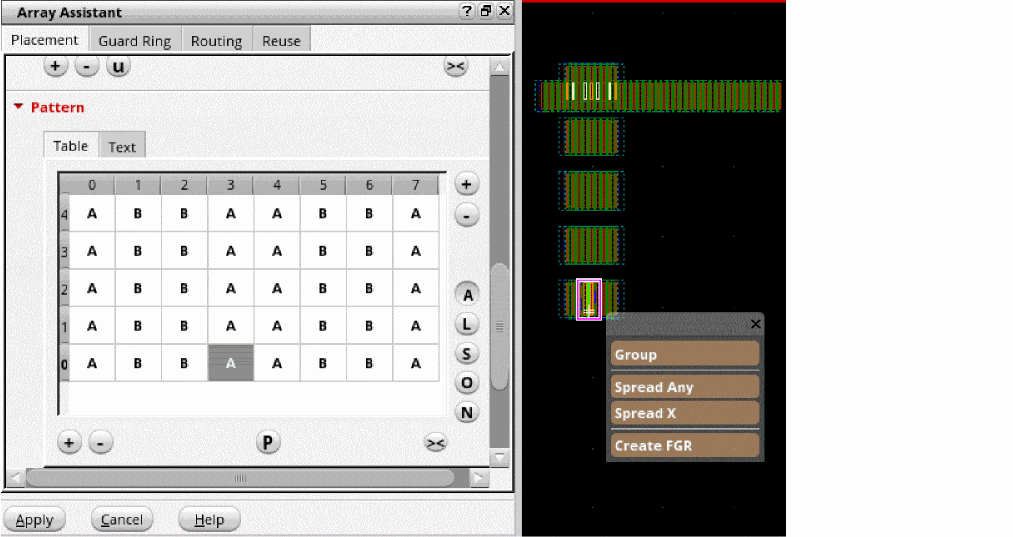 Array Assistant
? X
Placement Guard Ring Routing Reuse
+ - u ><
Pattern
Table Text
0 1 2 3 4 5 6 7
4 A B B A A B B A
3 A B B A A B B A
2 A B B A A B B A
1 A B B A A B B A
0 A B B A A B B A
+
-
A
L
S
O
N
+ - P ><
Apply Cancel Help
Group
Spread Any
Spread X
Create FGR